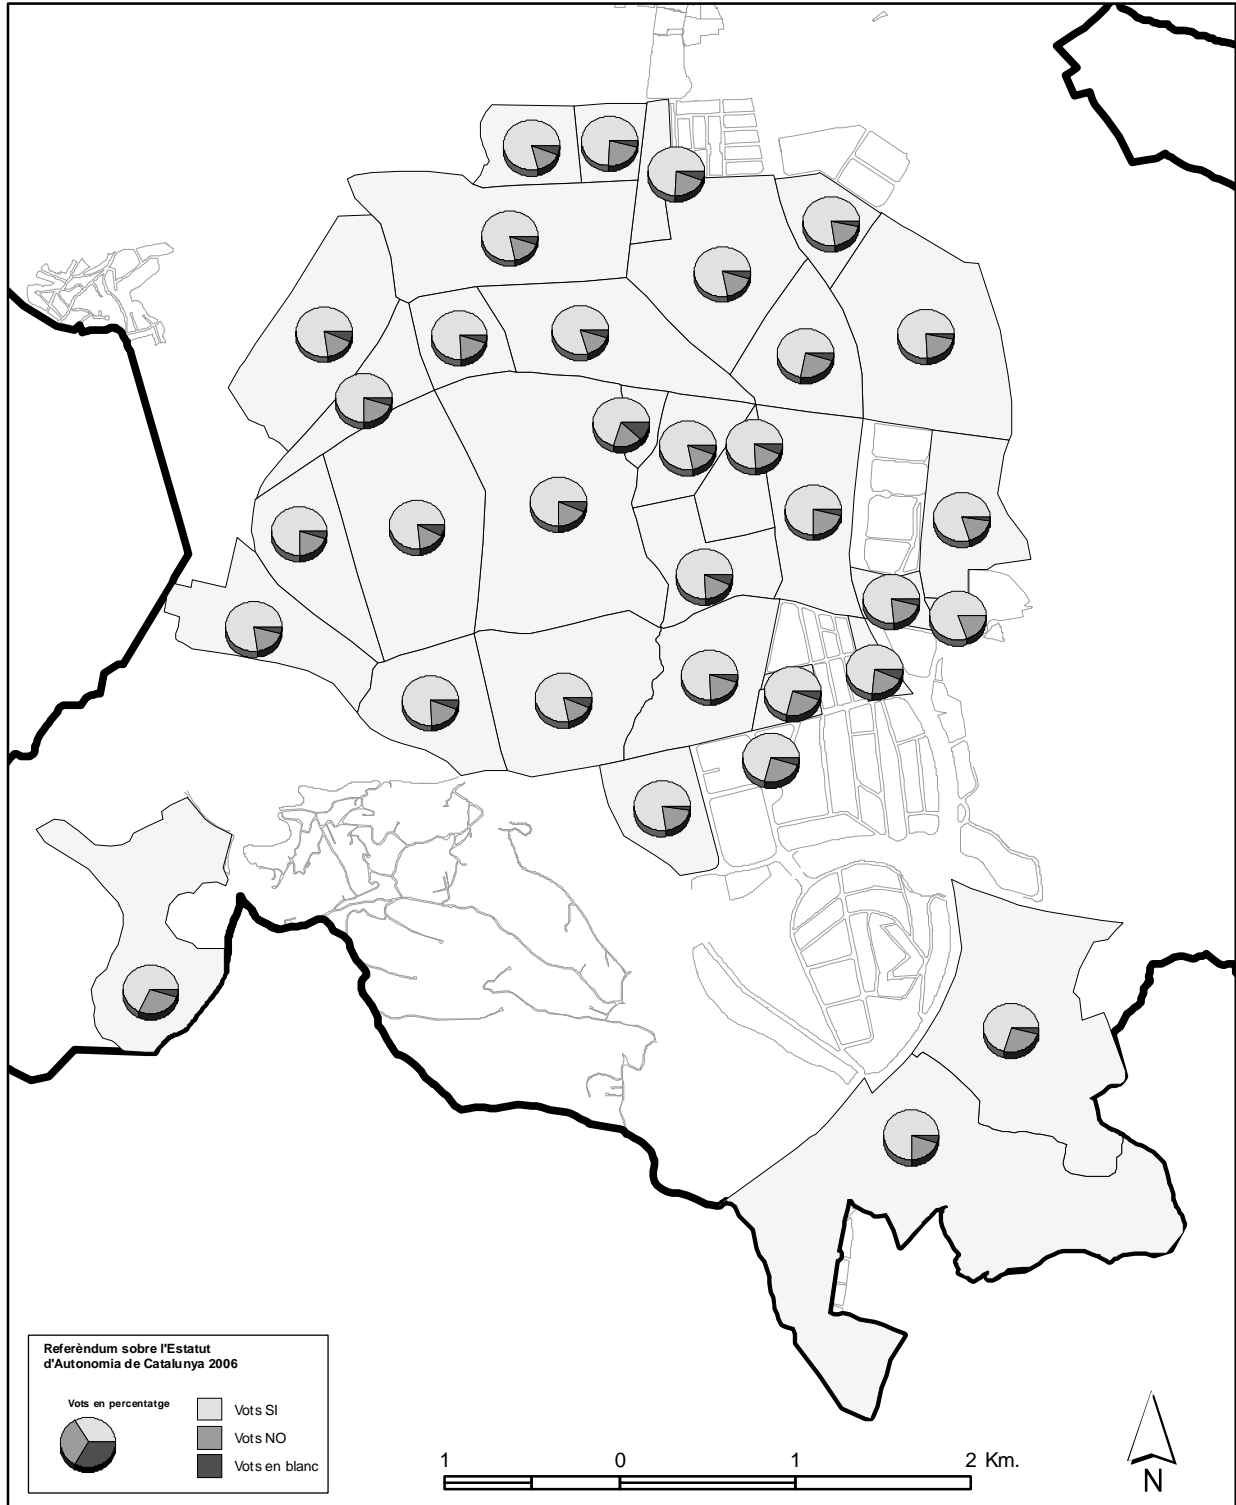 Referèndum sobre l'Estatut
d'Autonomia de Catalunya 2006
Vots en percentatge
Vots SI
Vots NO
Vots en blanc
1 0 1 2 Km.
N